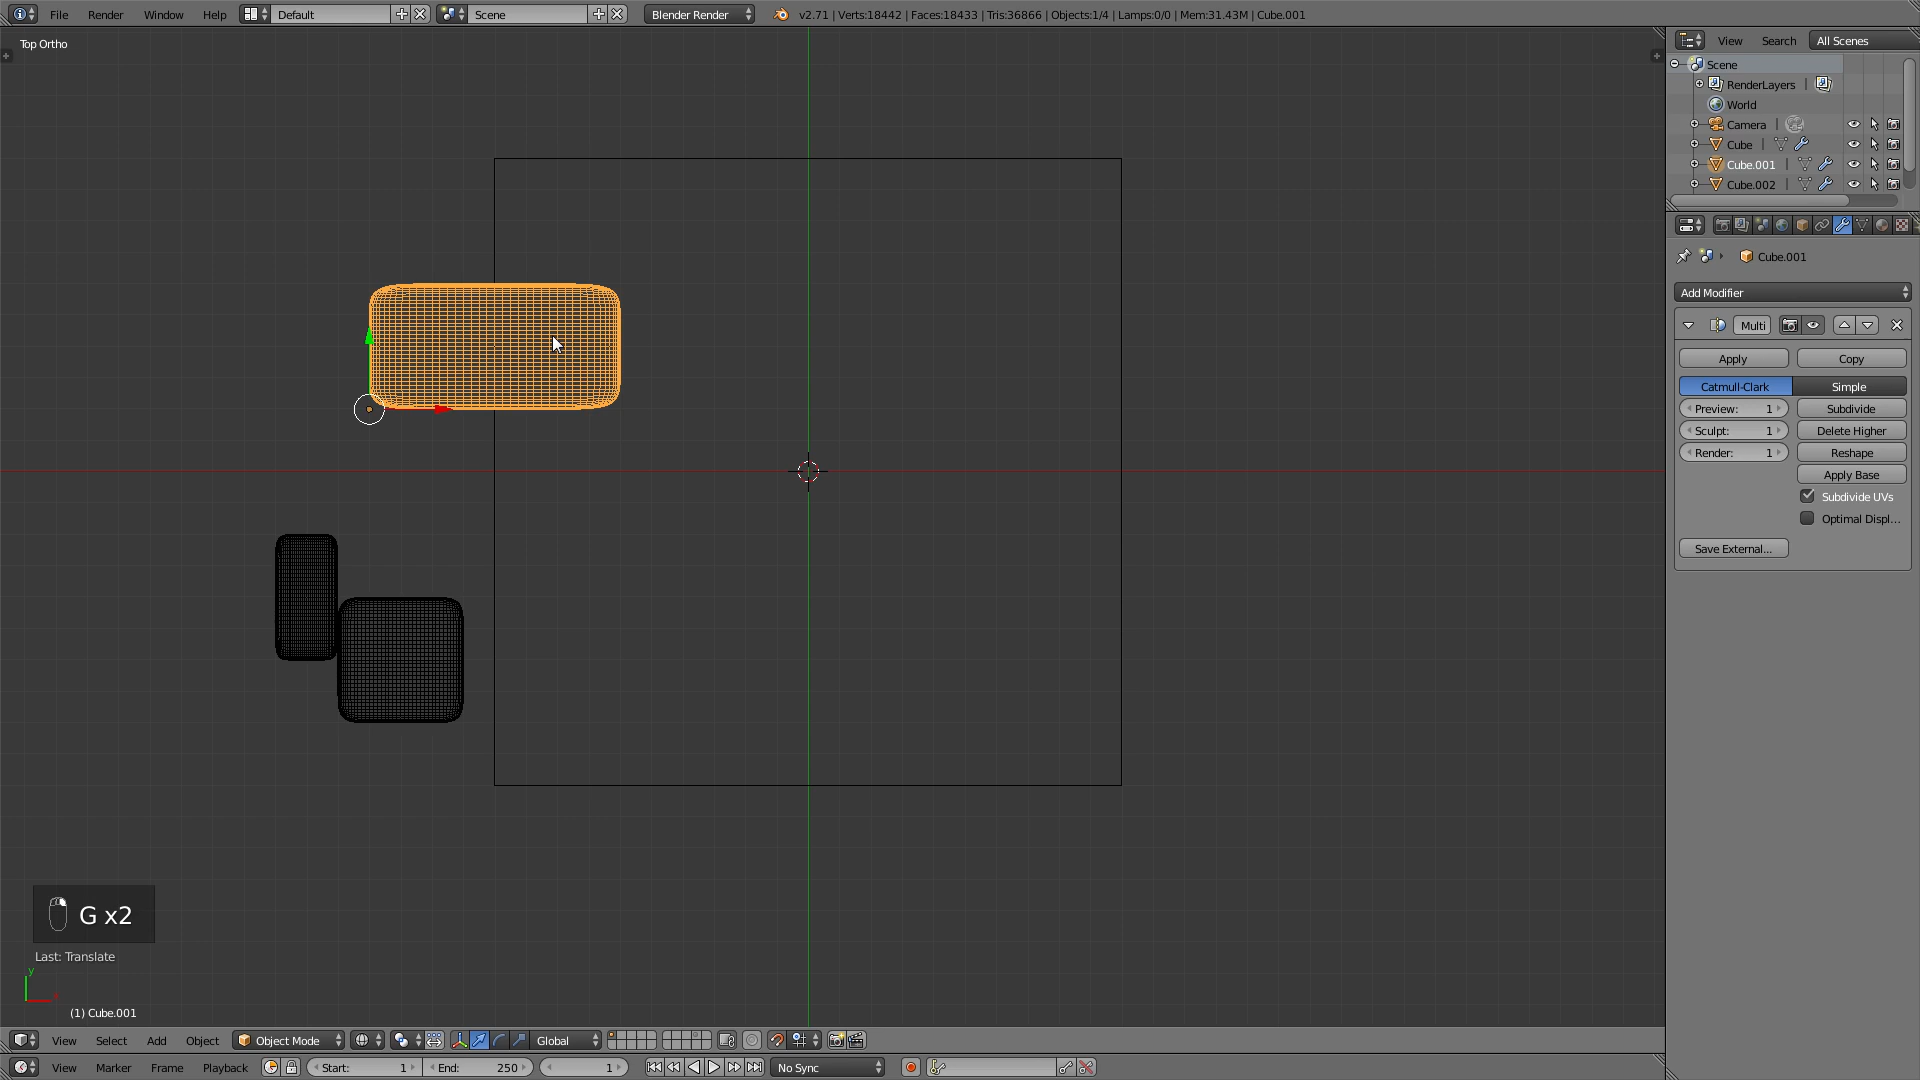 File Render Window Help Default Scene Blender Render v2.71 | Verts:18442 | Faces:18433 | Tris:36866 | Objects:1/4 | Lamps:0/0 | Mem:31.43M | Cube.001
Top Ortho
View Search All Scenes
Scene
RenderLayers |
World
Camera |
Cube |
Cube.001 |
Cube.002 |
Cube.001
Add Modifier
Multi
Apply Copy
Catmull-Clark Simple
Preview: 1 Subdivide
Sculpt: 1 Delete Higher
Render: 1 Reshape
Apply Base
Subdivide UVs
Optimal Displ...
Save External...
G x2
Last: Translate
y
x
(1) Cube.001
View Select Add Object Object Mode Global
View Marker Frame Playback Start: 1 End: 250 1 No Sync